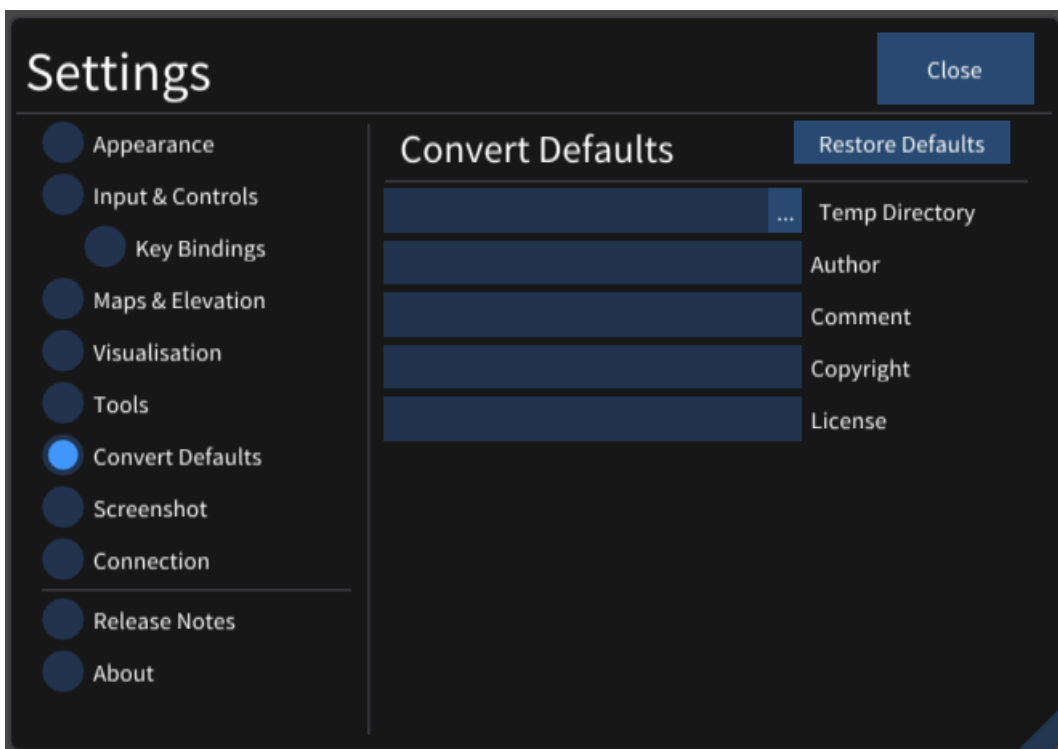 Settings
Close
Appearance
Input & Controls
Key Bindings
Maps & Elevation
Visualisation
Tools
Convert Defaults
Screenshot
Connection
Release Notes
About
Convert Defaults
Restore Defaults
... Temp Directory
Author
Comment
Copyright
License